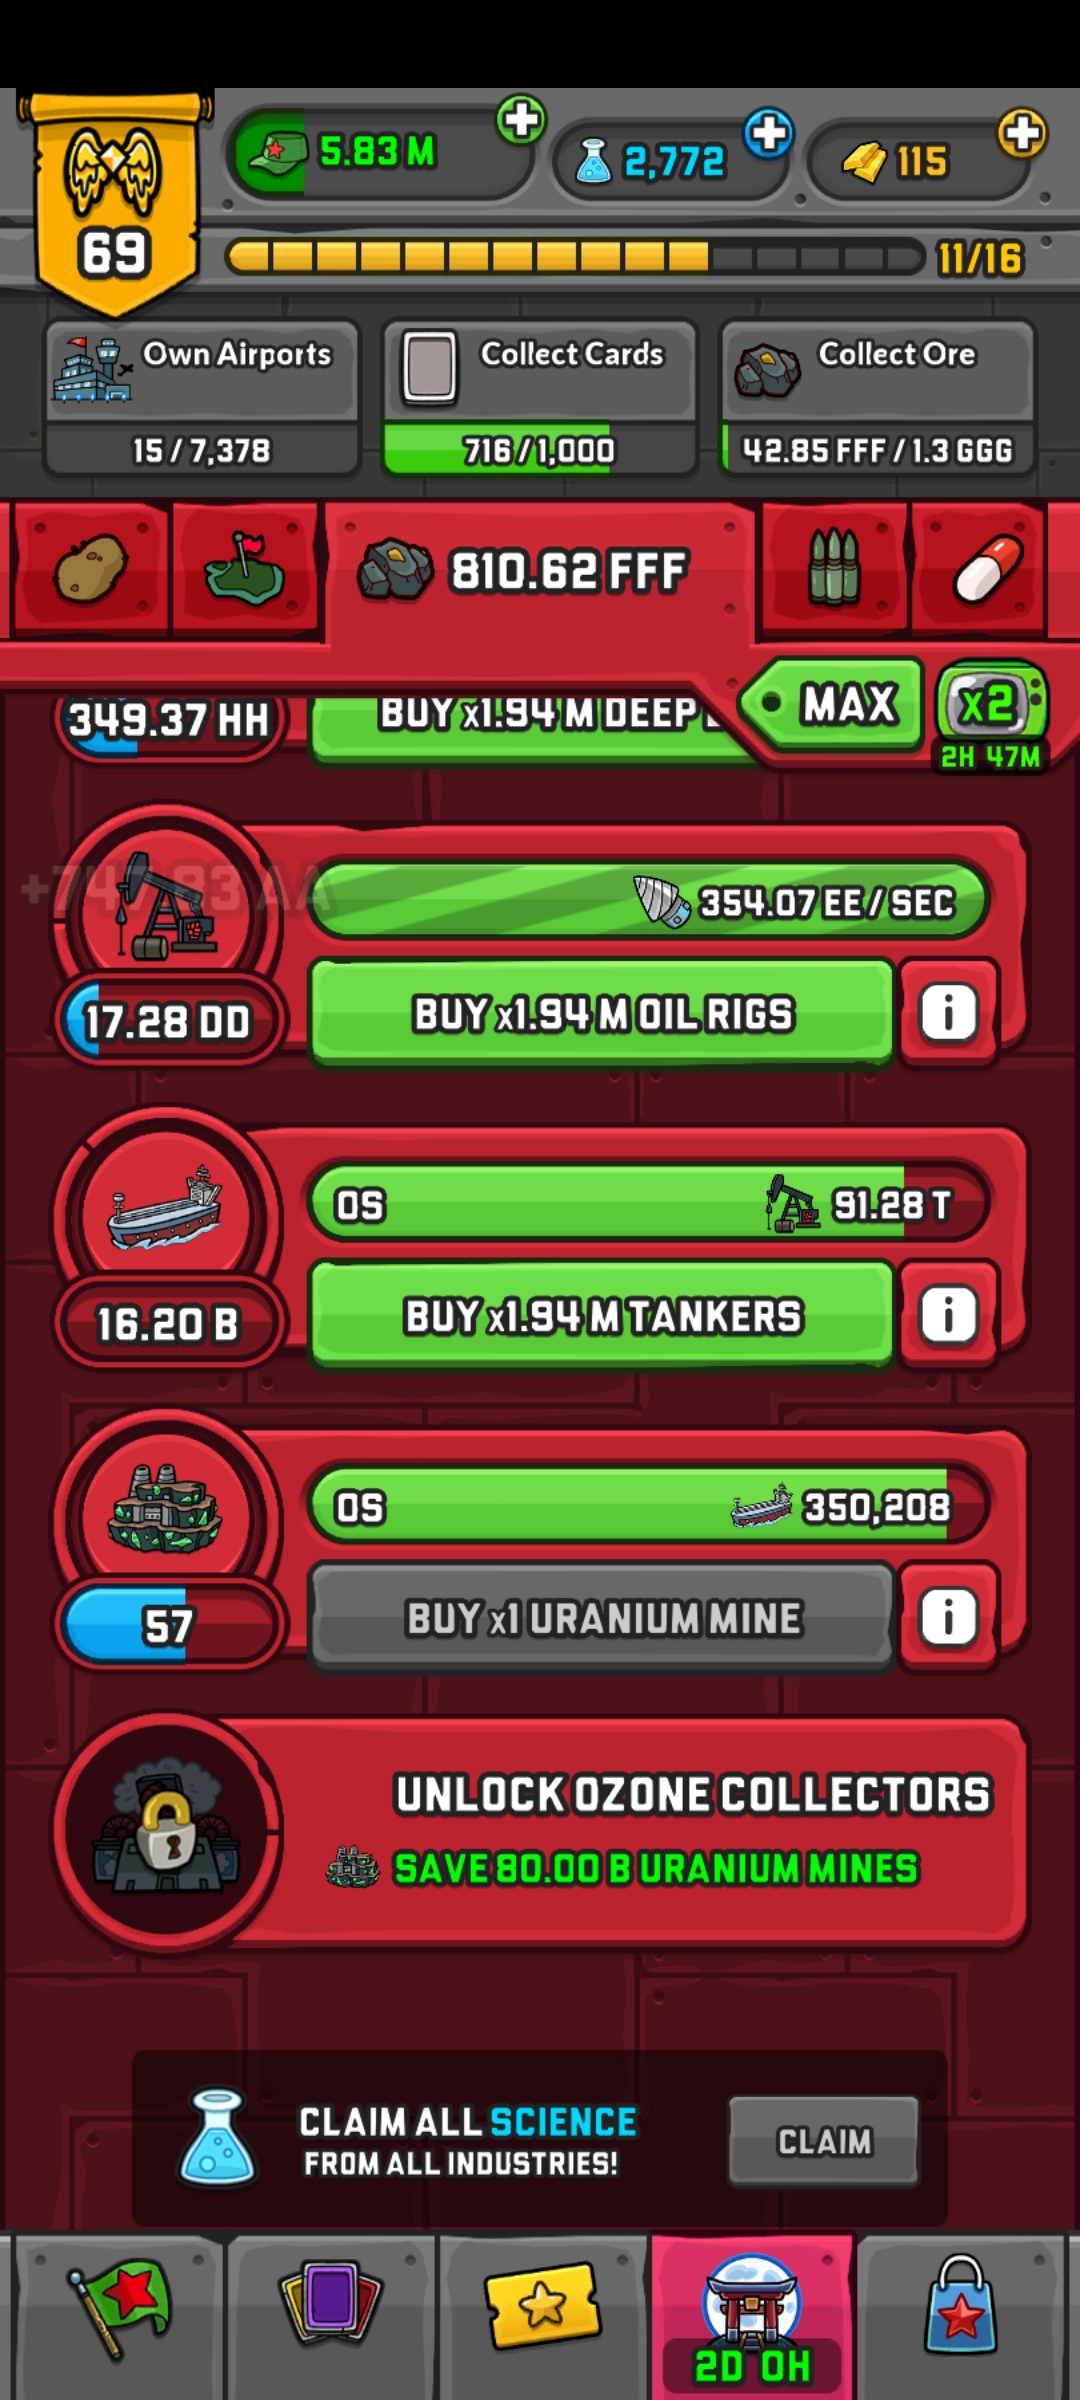 69
5.83 M
2,772
115
11/16
Own Airports
15 / 7,378
Collect Cards
716 / 1,000
Collect Ore
42.85 FFF / 1.3 GGG
810.62 FFF
MAX
x2
2H 47M
349.37 HH
BUY x1.94 M DEEP
+747.83 AA
354.07 EE / SEC
17.28 DD
BUY x1.94 M OIL RIGS
i
0S
91.28 T
16.20 B
BUY x1.94 M TANKERS
i
0S
350,208
57
BUY x1 URANIUM MINE
i
UNLOCK OZONE COLLECTORS
SAVE 80.00 B URANIUM MINES
CLAIM ALL SCIENCE
FROM ALL INDUSTRIES!
CLAIM
2D 0H